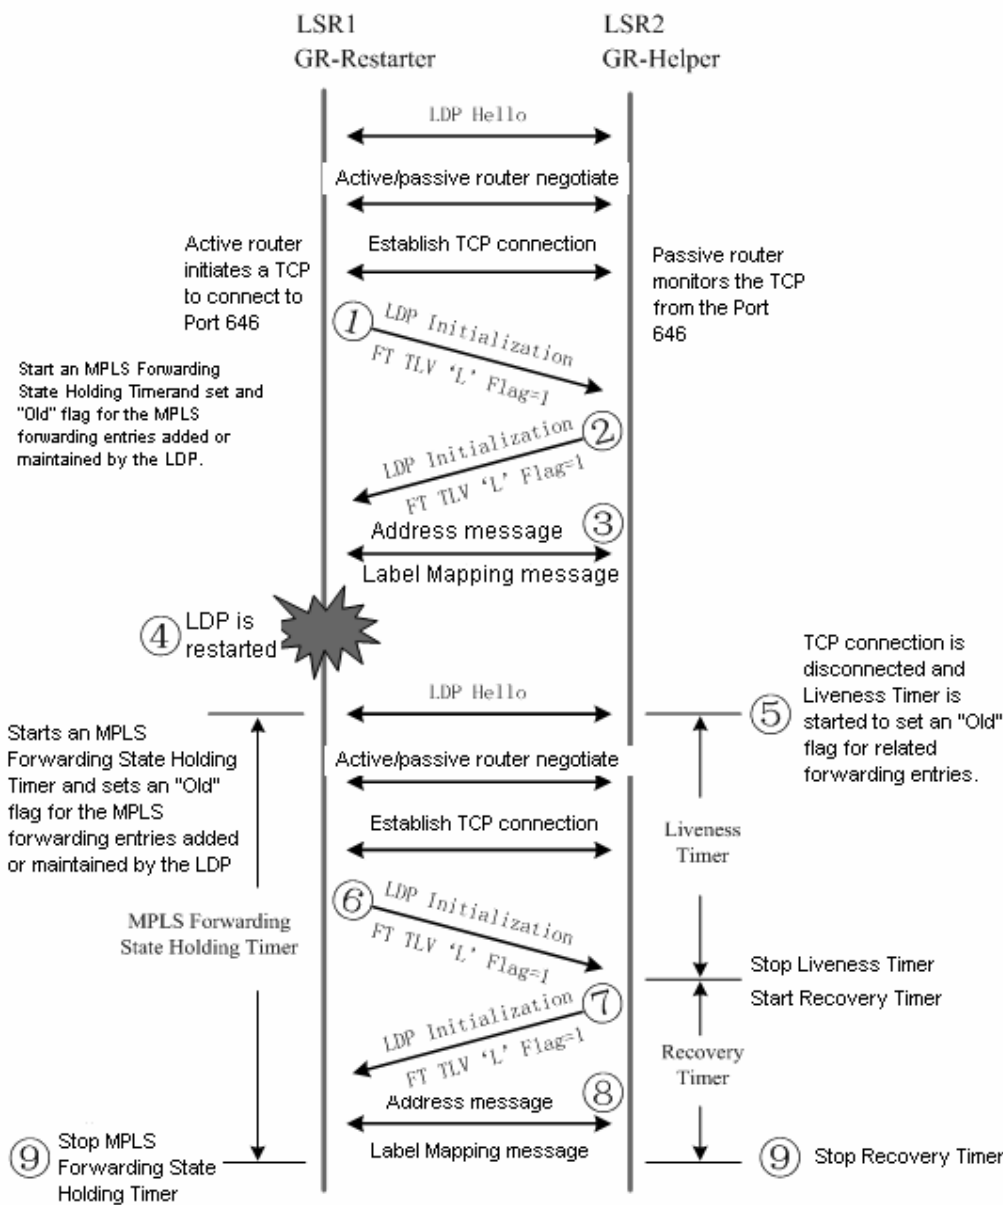 LSR1
GR-Restarter
LSR2
GR-Helper
LDP Hello
Active/passive router negotiate
Establish TCP connection
Active router
initiates a TCP
to connect to
Port 646
Passive router
monitors the TCP
from the Port
646
① LDP Initialization
FT TLV ‘L’ Flag=1
Start an MPLS Forwarding
State Holding Timerand set and
"Old" flag for the MPLS
forwarding entries added or
maintained by the LDP.
② LDP Initialization
FT TLV ‘L’ Flag=1
③
Address message
Label Mapping message
④ LDP is
restarted
TCP connection is
disconnected and
Liveness Timer is
⑤ started to set an "Old"
flag for related
forwarding entries.
LDP Hello
Starts an MPLS
Forwarding State Holding
Timer and sets an "Old"
flag for the MPLS
forwarding entries added
or maintained by the LDP
Active/passive router negotiate
Establish TCP connection
Liveness
Timer
MPLS Forwarding
State Holding Timer
⑥ LDP Initialization
FT TLV ‘L’ Flag=1
Stop Liveness Timer
Start Recovery Timer
⑦ LDP Initialization
FT TLV ‘L’ Flag=1
Recovery
Timer
⑧
Address message
Label Mapping message
⑨ Stop MPLS
Forwarding State
Holding Timer
⑨ Stop Recovery Timer